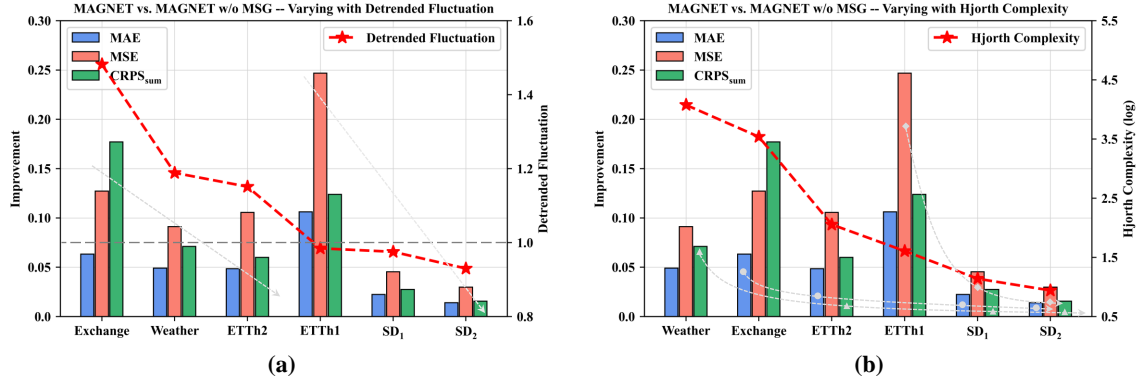 MAGNET vs. MAGNET w/o MSG -- Varying with Detrended Fluctuation
0.30
0.25
0.20
0.15
0.10
0.05
0.0
Improvement
MAE
MSE
CRPSsum
Detrended Fluctuation
1.6
1.4
1.2
1.0
0.8
Detrended Fluctuation
Exchange Weather ETTh2 ETTh1 SD1 SD2
(a)
MAGNET vs. MAGNET w/o MSG -- Varying with Hjorth Complexity
0.30
0.25
0.20
0.15
0.10
0.05
0.0
Improvement
MAE
MSE
CRPSsum
Hjorth Complexity
5.5
4.5
3.5
2.5
1.5
0.5
Hjorth Complexity (log)
Weather Exchange ETTh2 ETTh1 SD1 SD2
(b)